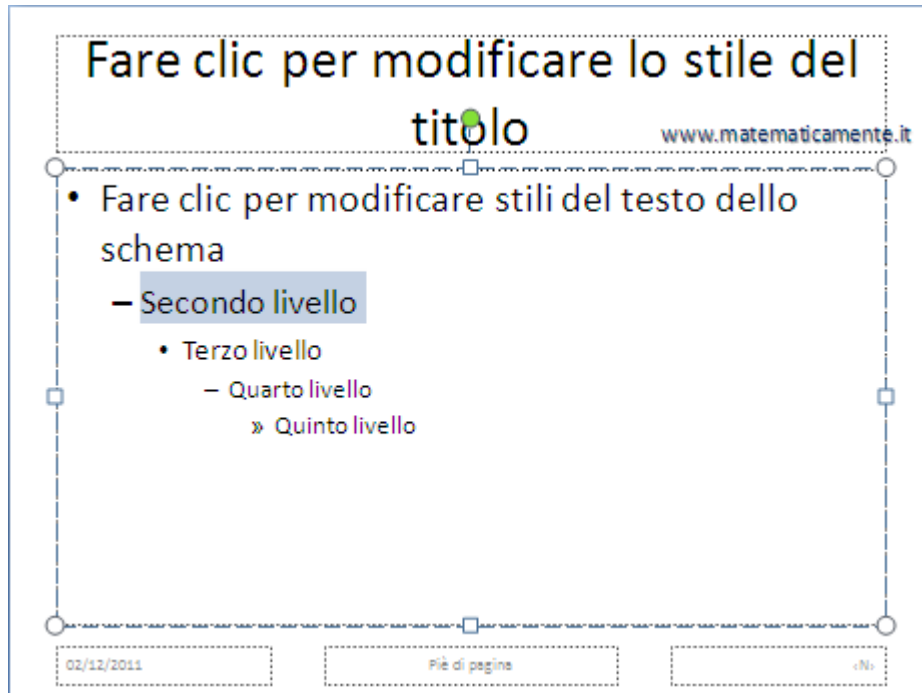 Fare clic per modificare lo stile del
titolo
www.matematicamente.it
• Fare clic per modificare stili del testo dello
schema
– Secondo livello
• Terzo livello
– Quarto livello
» Quinto livello
02/12/2011
Piè di pagina
‹N›